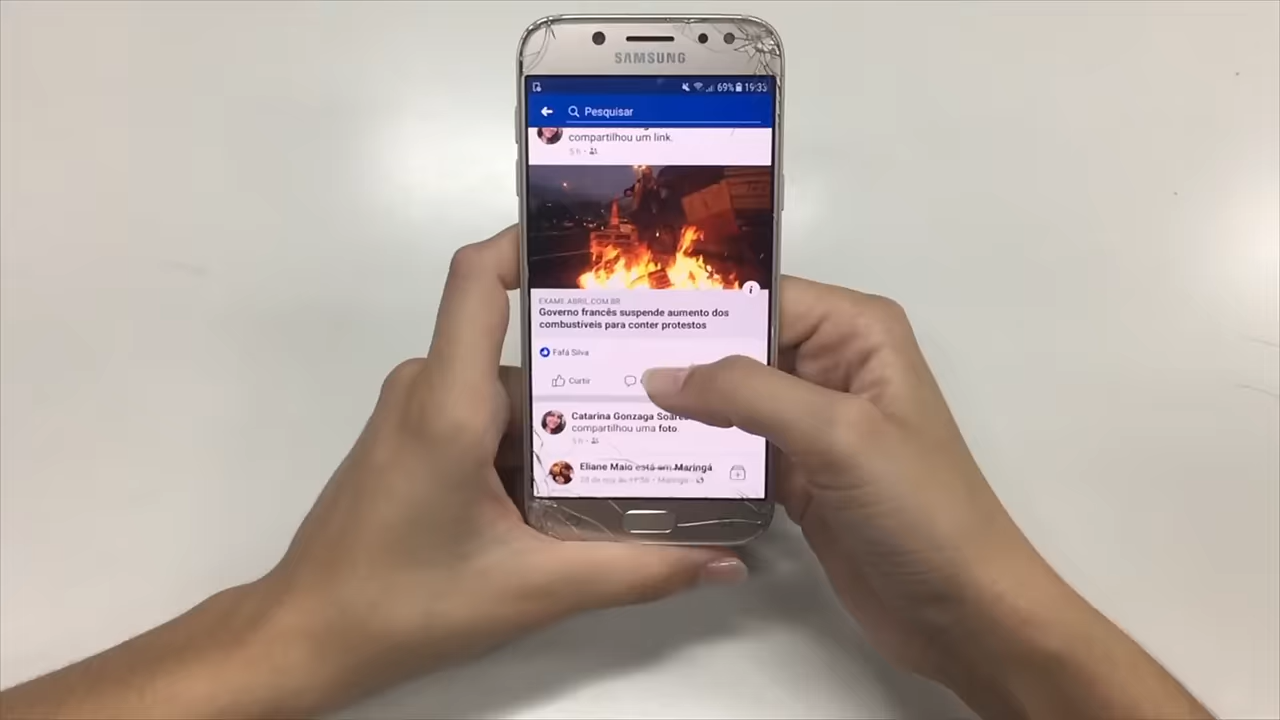 SAMSUNG
69% 19:33
Pesquisar
compartilhou um link.
5 h
EXAME.ABRIL.COM.BR
Governo francês suspende aumento dos
combustíveis para conter protestos
Fafá Silva
Curtir
Catarina Gonzaga Soares
compartilhou uma foto.
5 h
Eliane Maio está em Maringá
Maringá